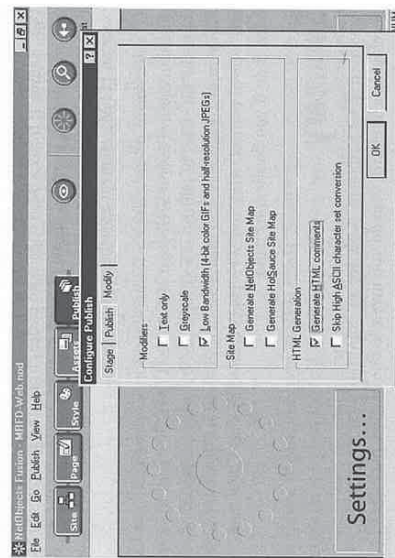 NetObjects Fusion - MRFD-Web.nod
File Edit Go Publish View Help
Site Page Style Assets Publish
Configure Publish
Stage Publish Modify
Modifiers
Text only
Greyscale
Low Bandwidth (4-bit color GIFs and half-resolution JPEGs)
Site Map
Generate NetObjects Site Map
Generate HotSauce Site Map
HTML Generation
Generate HTML comments
Skip High ASCII character set conversion
OK Cancel
Settings...